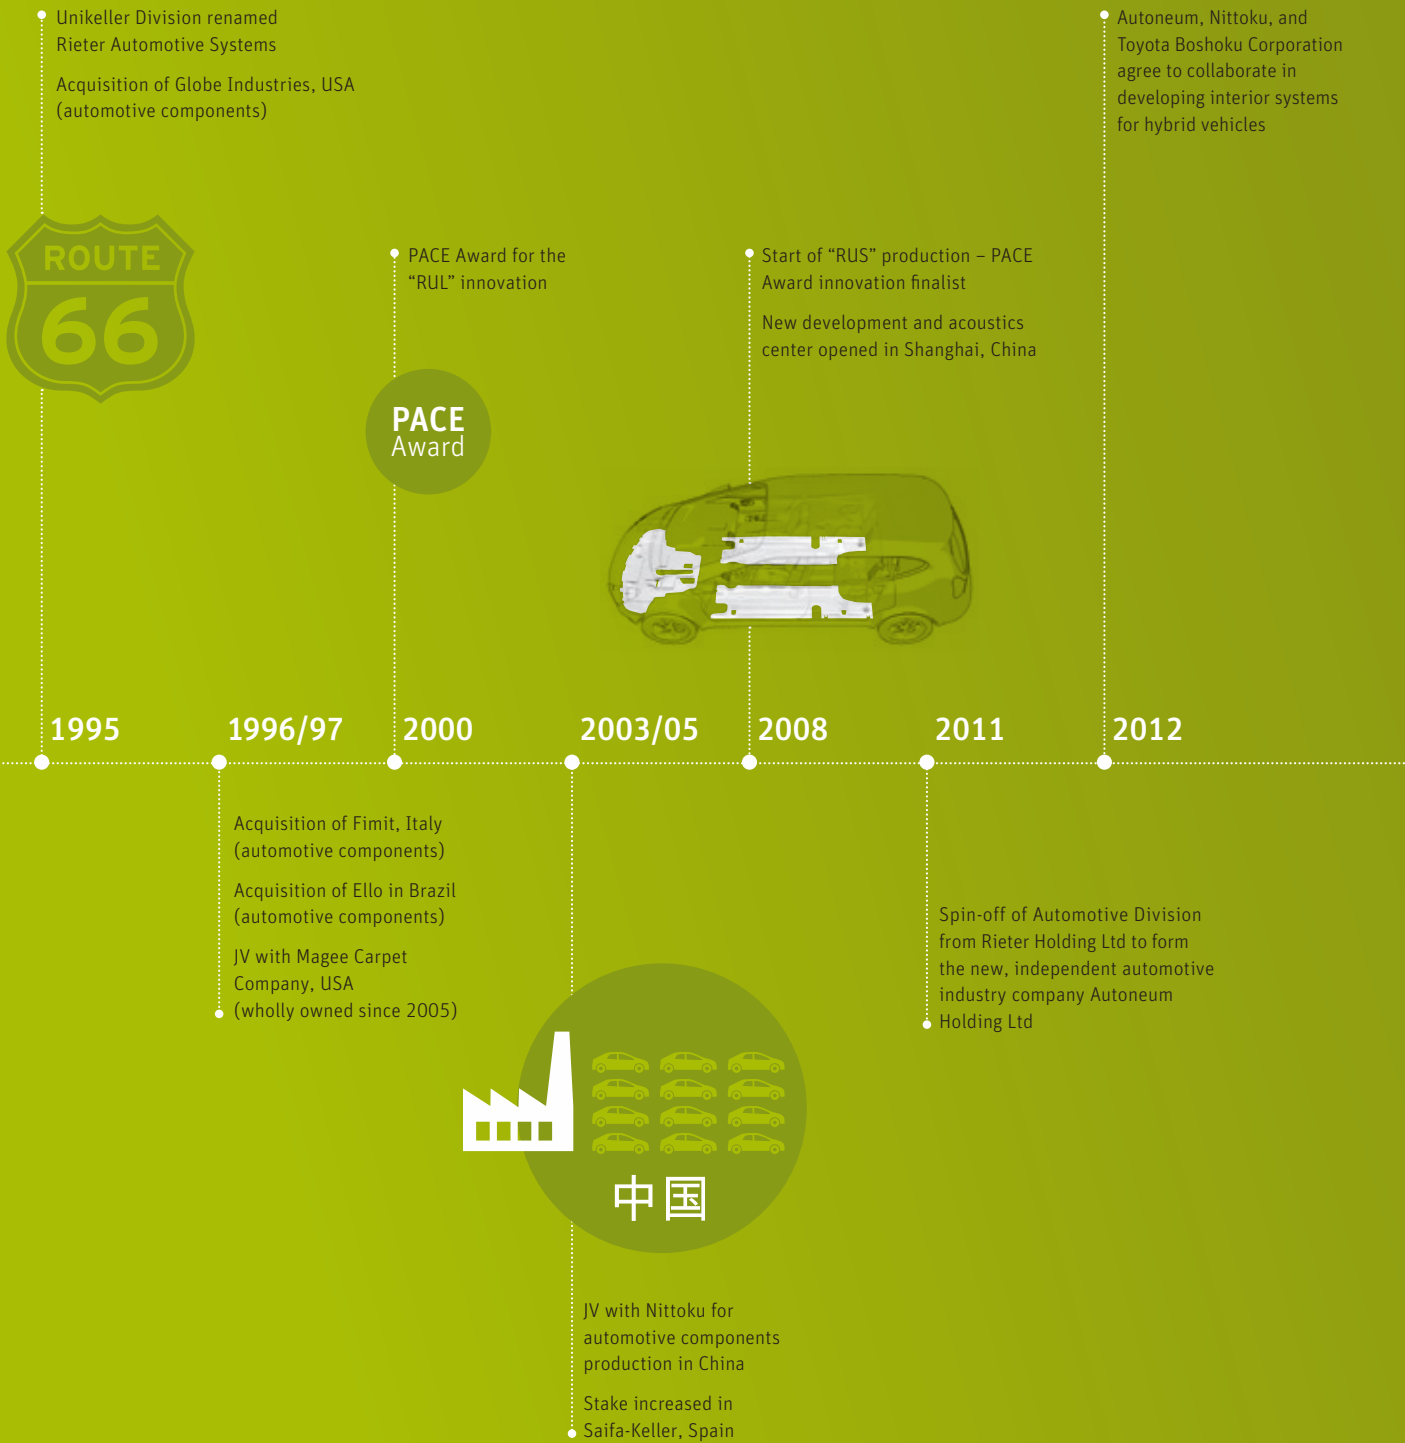 Unikeller Division renamed
Rieter Automotive Systems
Acquisition of Globe Industries, USA
(automotive components)
Autoneum, Nittoku, and
Toyota Boshoku Corporation
agree to collaborate in
developing interior systems
for hybrid vehicles
ROUTE
66
PACE Award for the
“RUL” innovation
PACE
Award
Start of “RUS” production – PACE
Award innovation finalist
New development and acoustics
center opened in Shanghai, China
1995
1996/97
2000
2003/05
2008
2011
2012
Acquisition of Fimit, Italy
(automotive components)
Acquisition of Ello in Brazil
(automotive components)
JV with Magee Carpet
Company, USA
(wholly owned since 2005)
中国
JV with Nittoku for
automotive components
production in China
Stake increased in
Saifa-Keller, Spain
Spin-off of Automotive Division
from Rieter Holding Ltd to form
the new, independent automotive
industry company Autoneum
Holding Ltd